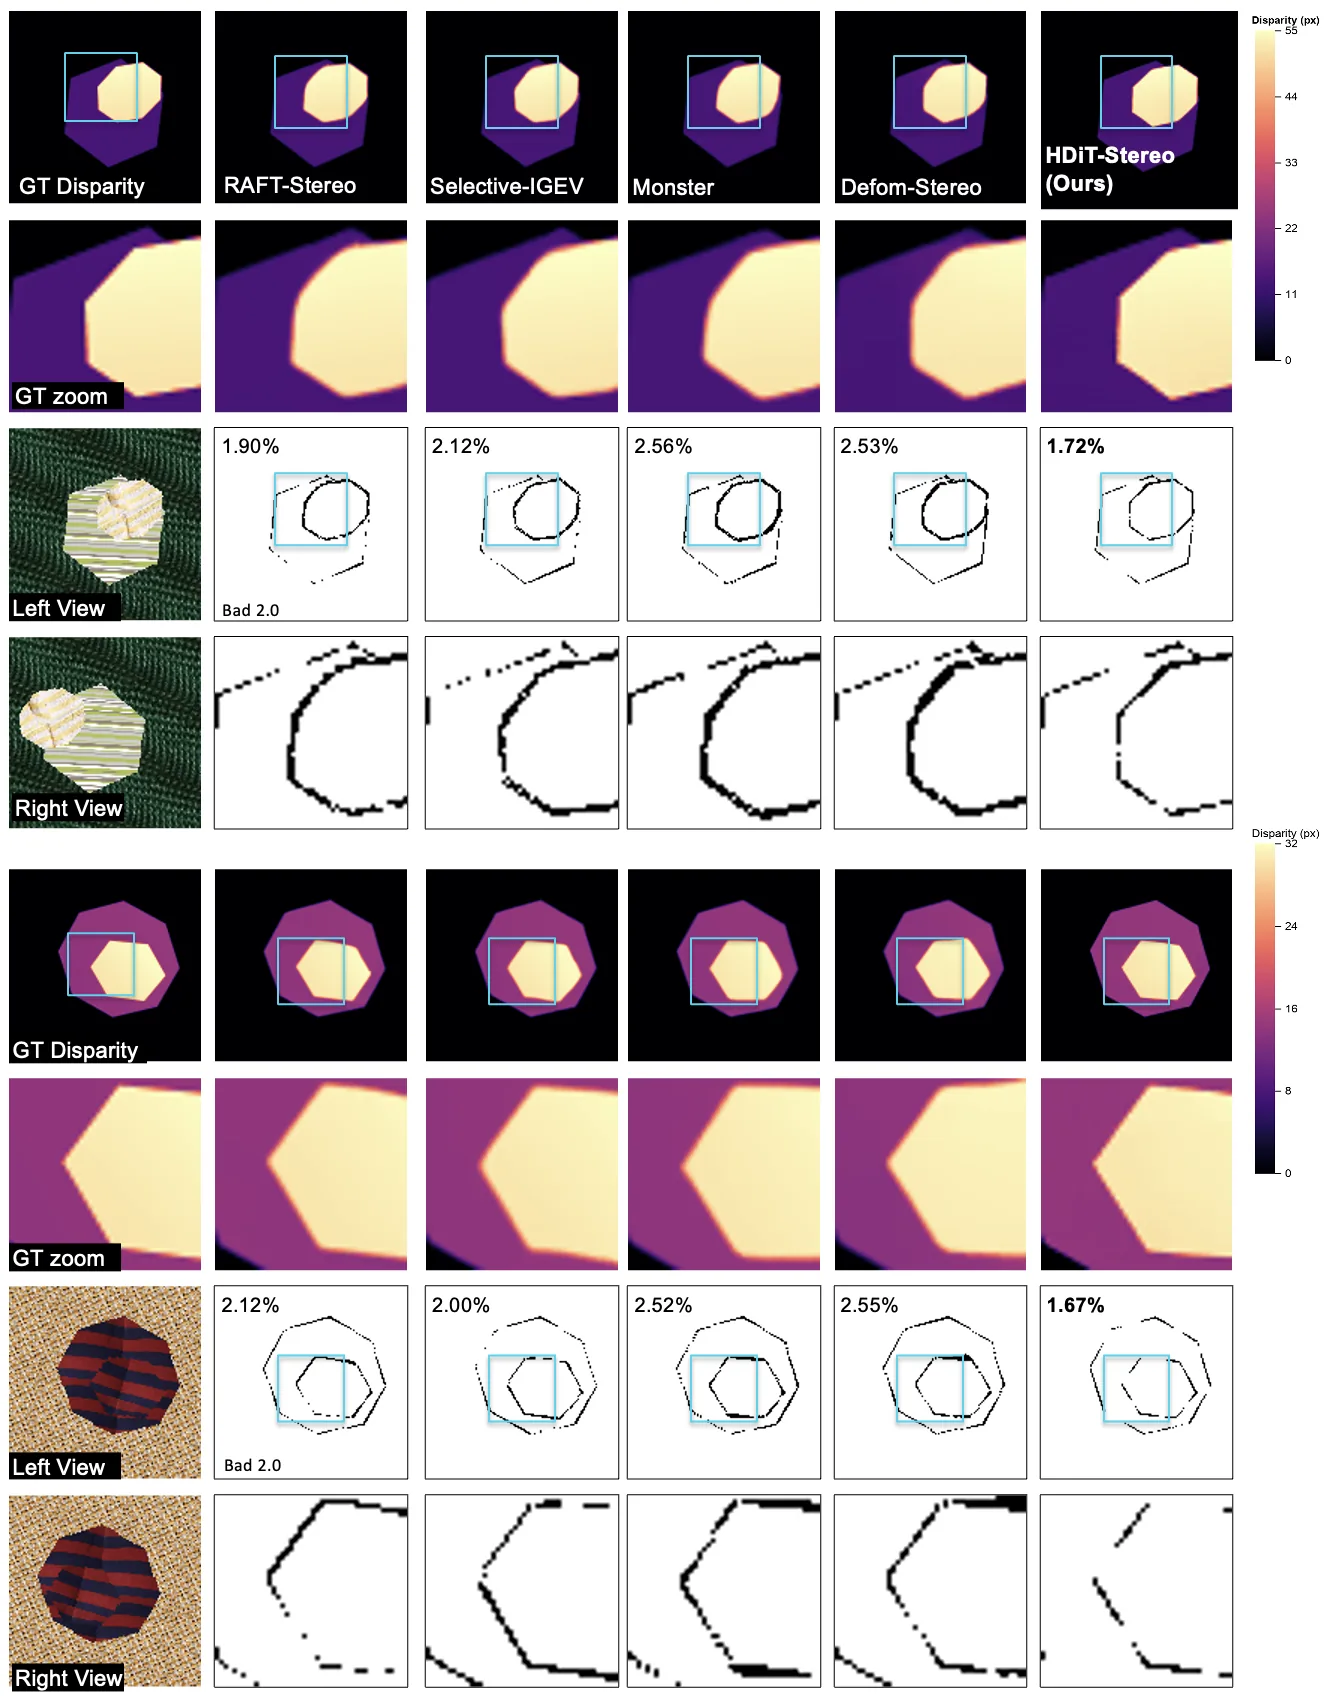 Disparity (px)
55
44
33
22
11
0
GT Disparity
RAFT-Stereo
Selective-IGEV
Monster
Defom-Stereo
HDiT-Stereo
(Ours)
GT zoom
1.90%
2.12%
2.56%
2.53%
1.72%
Left View
Bad 2.0
Right View
Disparity (px)
32
24
16
8
0
GT Disparity
GT zoom
2.12%
2.00%
2.52%
2.55%
1.67%
Left View
Bad 2.0
Right View